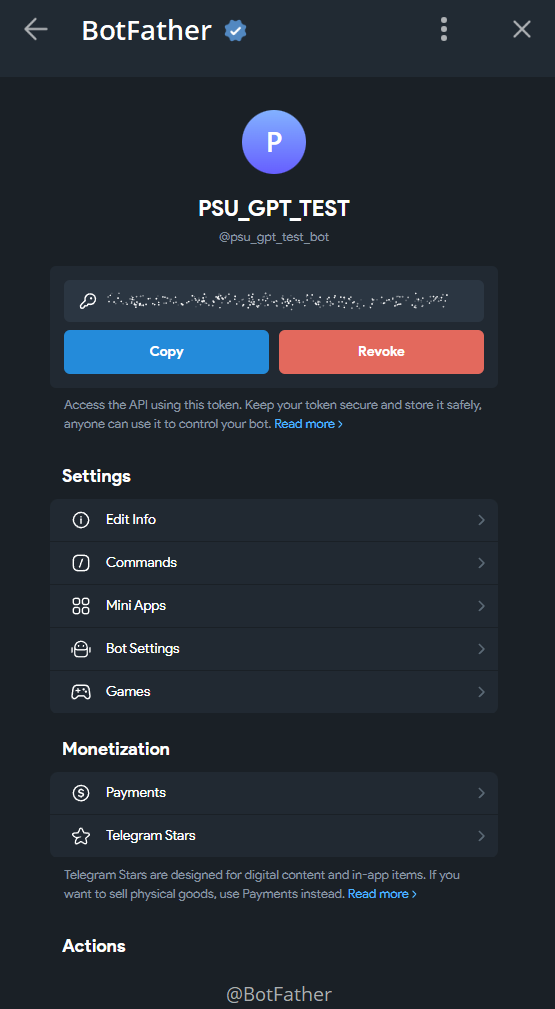 BotFather
P
PSU_GPT_TEST
@psu_gpt_test_bot
Copy
Revoke
Access the API using this token. Keep your token secure and store it safely,
anyone can use it to control your bot. Read more ›
Settings
Edit Info
Commands
Mini Apps
Bot Settings
Games
Monetization
Payments
Telegram Stars
Telegram Stars are designed for digital content and in-app items. If you
want to sell physical goods, use Payments instead. Read more ›
Actions
@BotFather